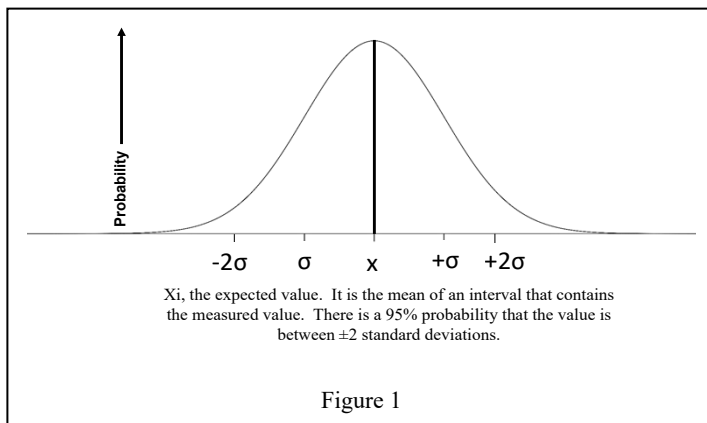 Probability
-2σ σ x +σ +2σ
Xi, the expected value. It is the mean of an interval that contains
the measured value. There is a 95% probability that the value is
between ±2 standard deviations.
Figure 1